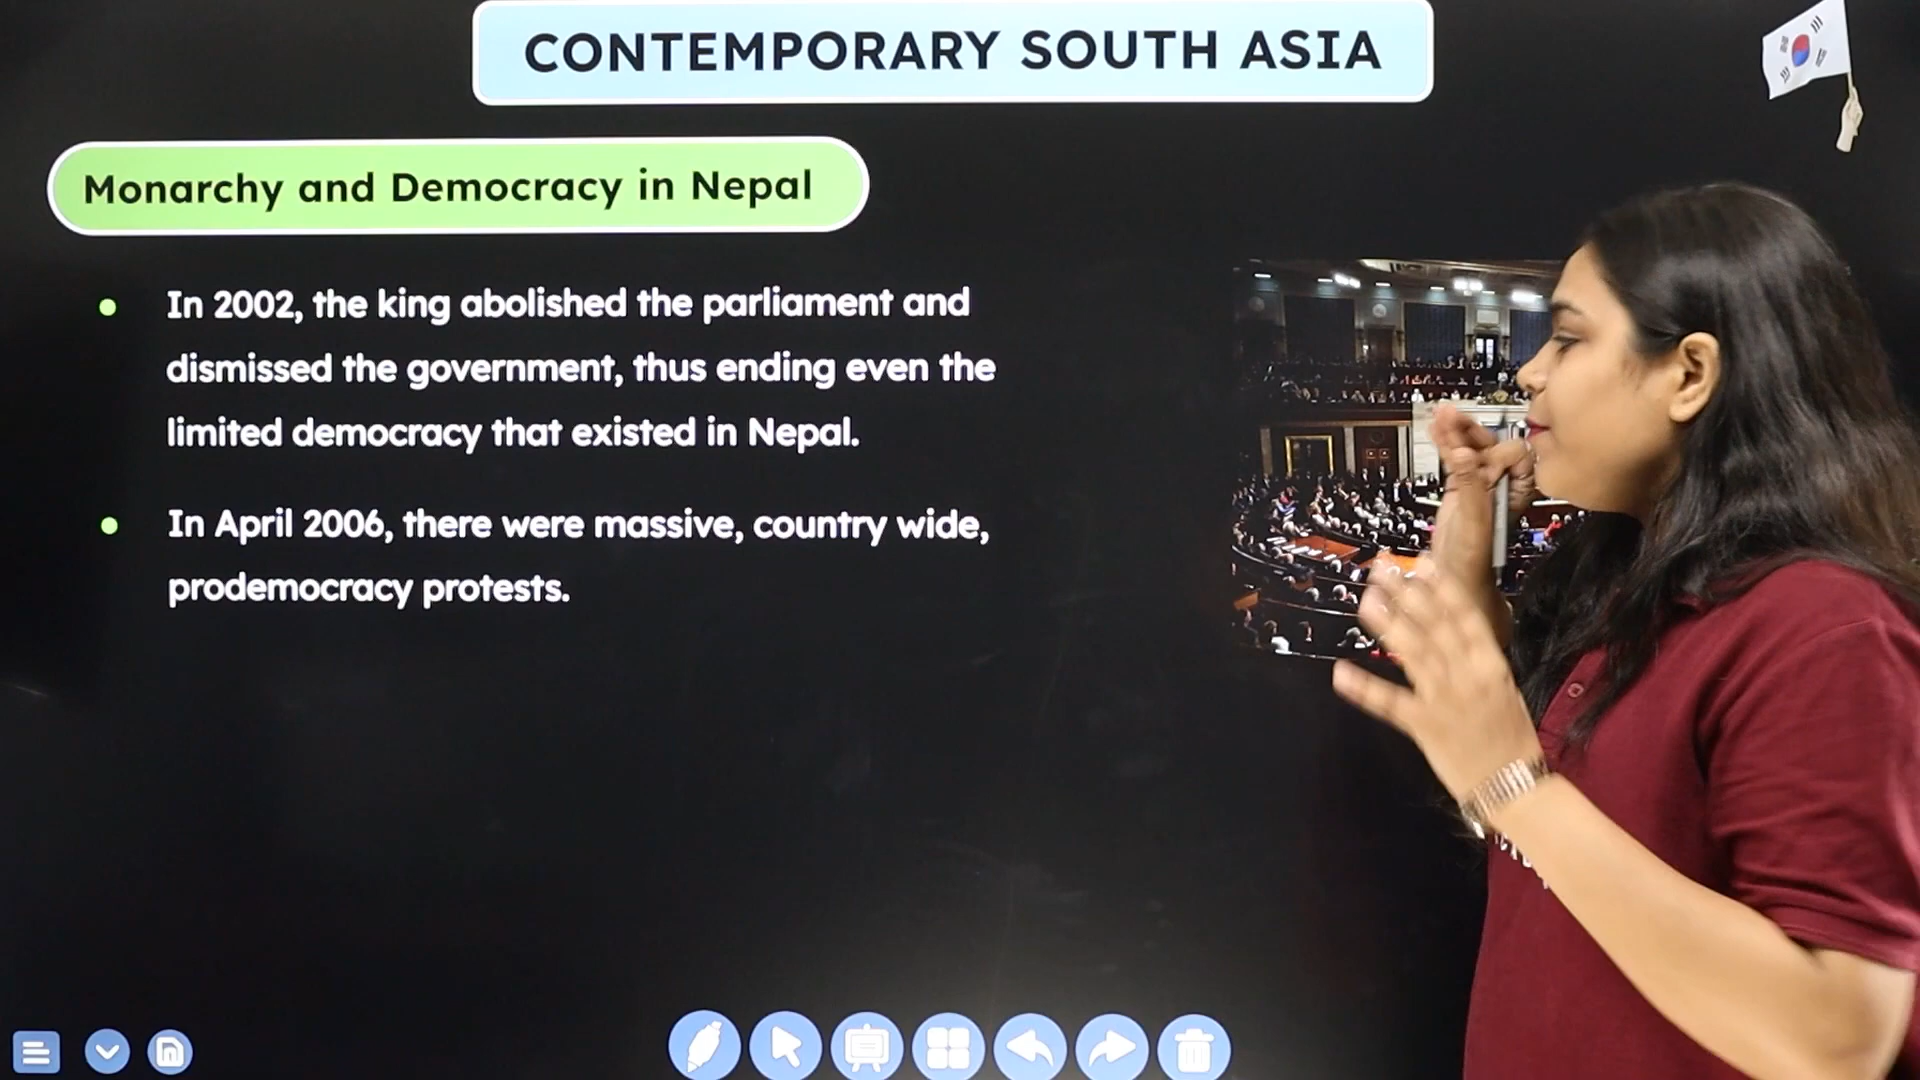 CONTEMPORARY SOUTH ASIA
Monarchy and Democracy in Nepal
In 2002, the king abolished the parliament and
dismissed the government, thus ending even the
limited democracy that existed in Nepal.
In April 2006, there were massive, country wide,
prodemocracy protests.